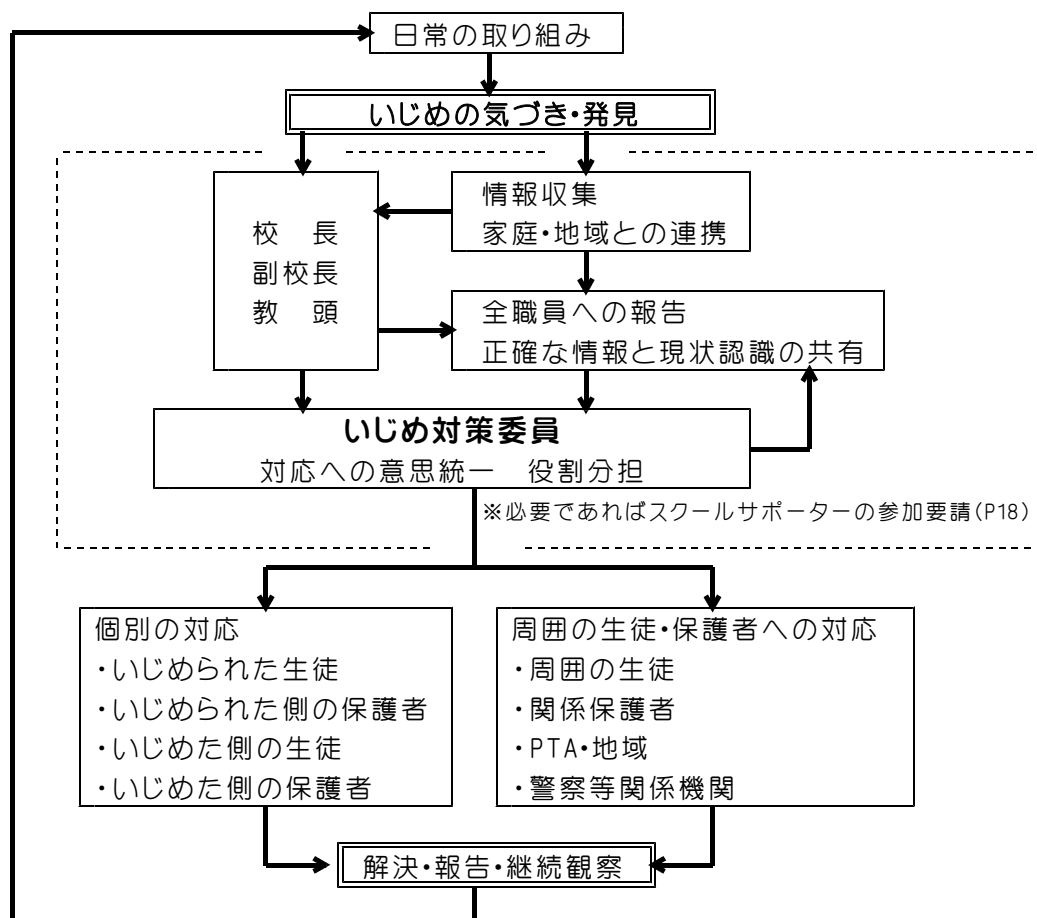 日常の取り組み
いじめの気づき・発見
校　長
副校長
教　頭
情報収集
家庭・地域との連携
全職員への報告
正確な情報と現状認識の共有
いじめ対策委員
対応への意思統一　役割分担
※必要であればスクールサポーターの参加要請(P18)
個別の対応
・いじめられた生徒
・いじめられた側の保護者
・いじめた側の生徒
・いじめた側の保護者
周囲の生徒・保護者への対応
・周囲の生徒
・関係保護者
・PTA・地域
・警察等関係機関
解決・報告・継続観察